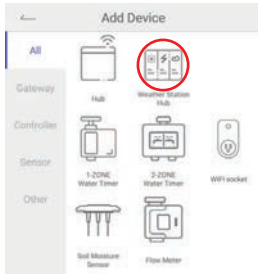 Add Device
All
Gateway
Controller
Sensor
Other
Hub
Weather Station
Hub
1-ZONE
Water Timer
2-ZONE
Water Timer
WIFI socket
Soil Moisture
Sensor
Flow Meter